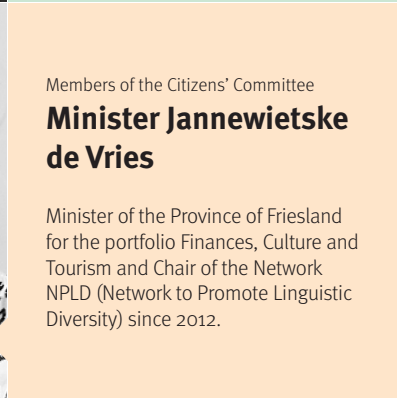 Members of the Citizens’ Committee
Minister Jannewietske
de Vries
Minister of the Province of Friesland
for the portfolio Finances, Culture and
Tourism and Chair of the Network
NPLD (Network to Promote Linguistic
Diversity) since 2012.